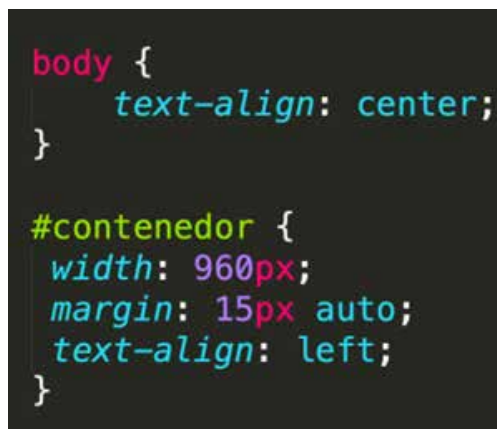 body {
text-align: center;
}
#contenedor {
width: 960px;
margin: 15px auto;
text-align: left;
}